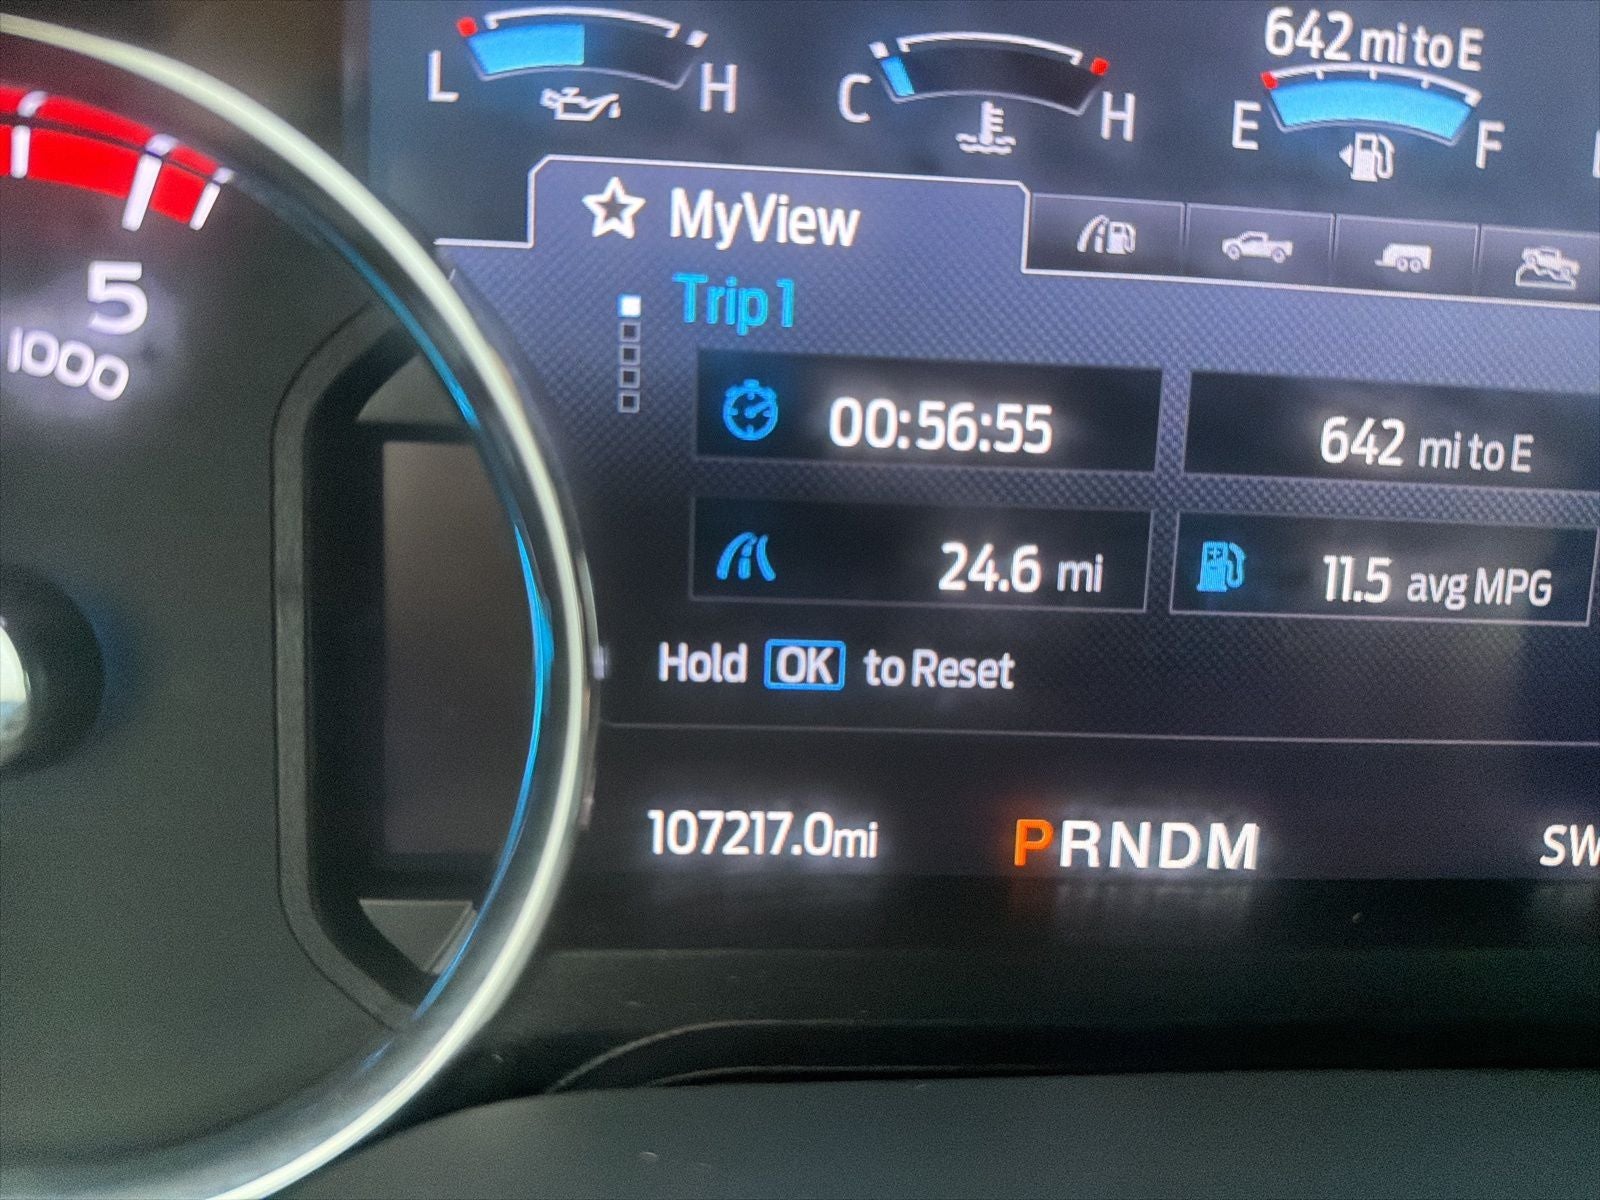 642 mi to E
L H
C H
E F
MyView
Trip 1
5
1000
00:56:55
642 mi to E
24.6 mi
11.5 avg MPG
Hold OK to Reset
107217.0mi
PRNDM
SW